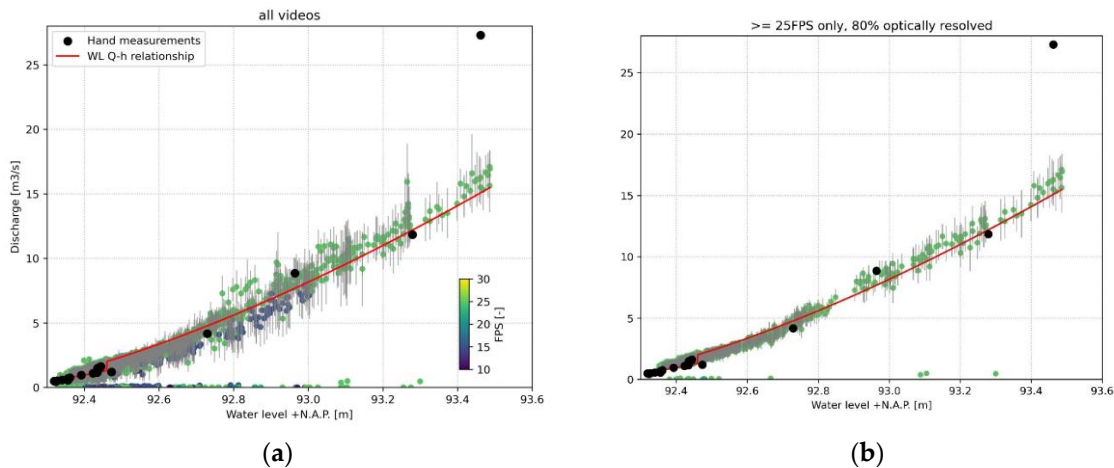 all videos
Hand measurements
WL Q-h relationship
Discharge [m3/s]
25
20
15
10
5
0
30
25
20
15
10
FPS [-]
92.4 92.6 92.8 93.0 93.2 93.4 93.6
Water level +N.A.P. [m]
(a)
>= 25FPS only, 80% optically resolved
25
20
15
10
5
0
92.4 92.6 92.8 93.0 93.2 93.4 93.6
Water level +N.A.P. [m]
(b)